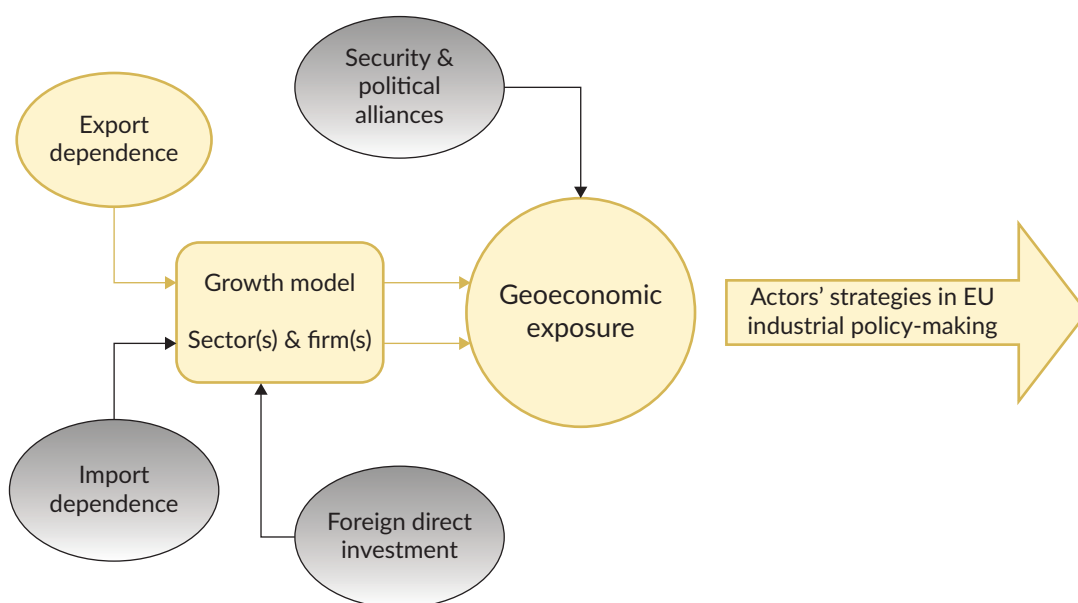 Security &
political
alliances
Export
dependence
Growth model
Sector(s) & firm(s)
Geoeconomic
exposure
Actors’ strategies in EU
industrial policy-making
Import
dependence
Foreign direct
investment